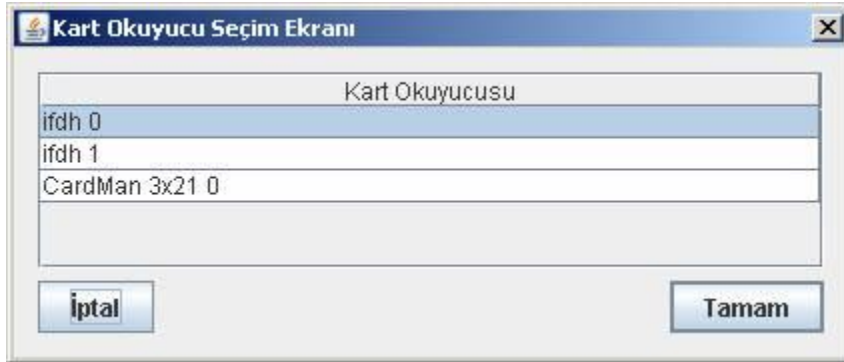 Kart Okuyucu Seçim Ekranı
Kart Okuyucusu
ifdh 0
ifdh 1
CardMan 3x21 0
İptal
Tamam